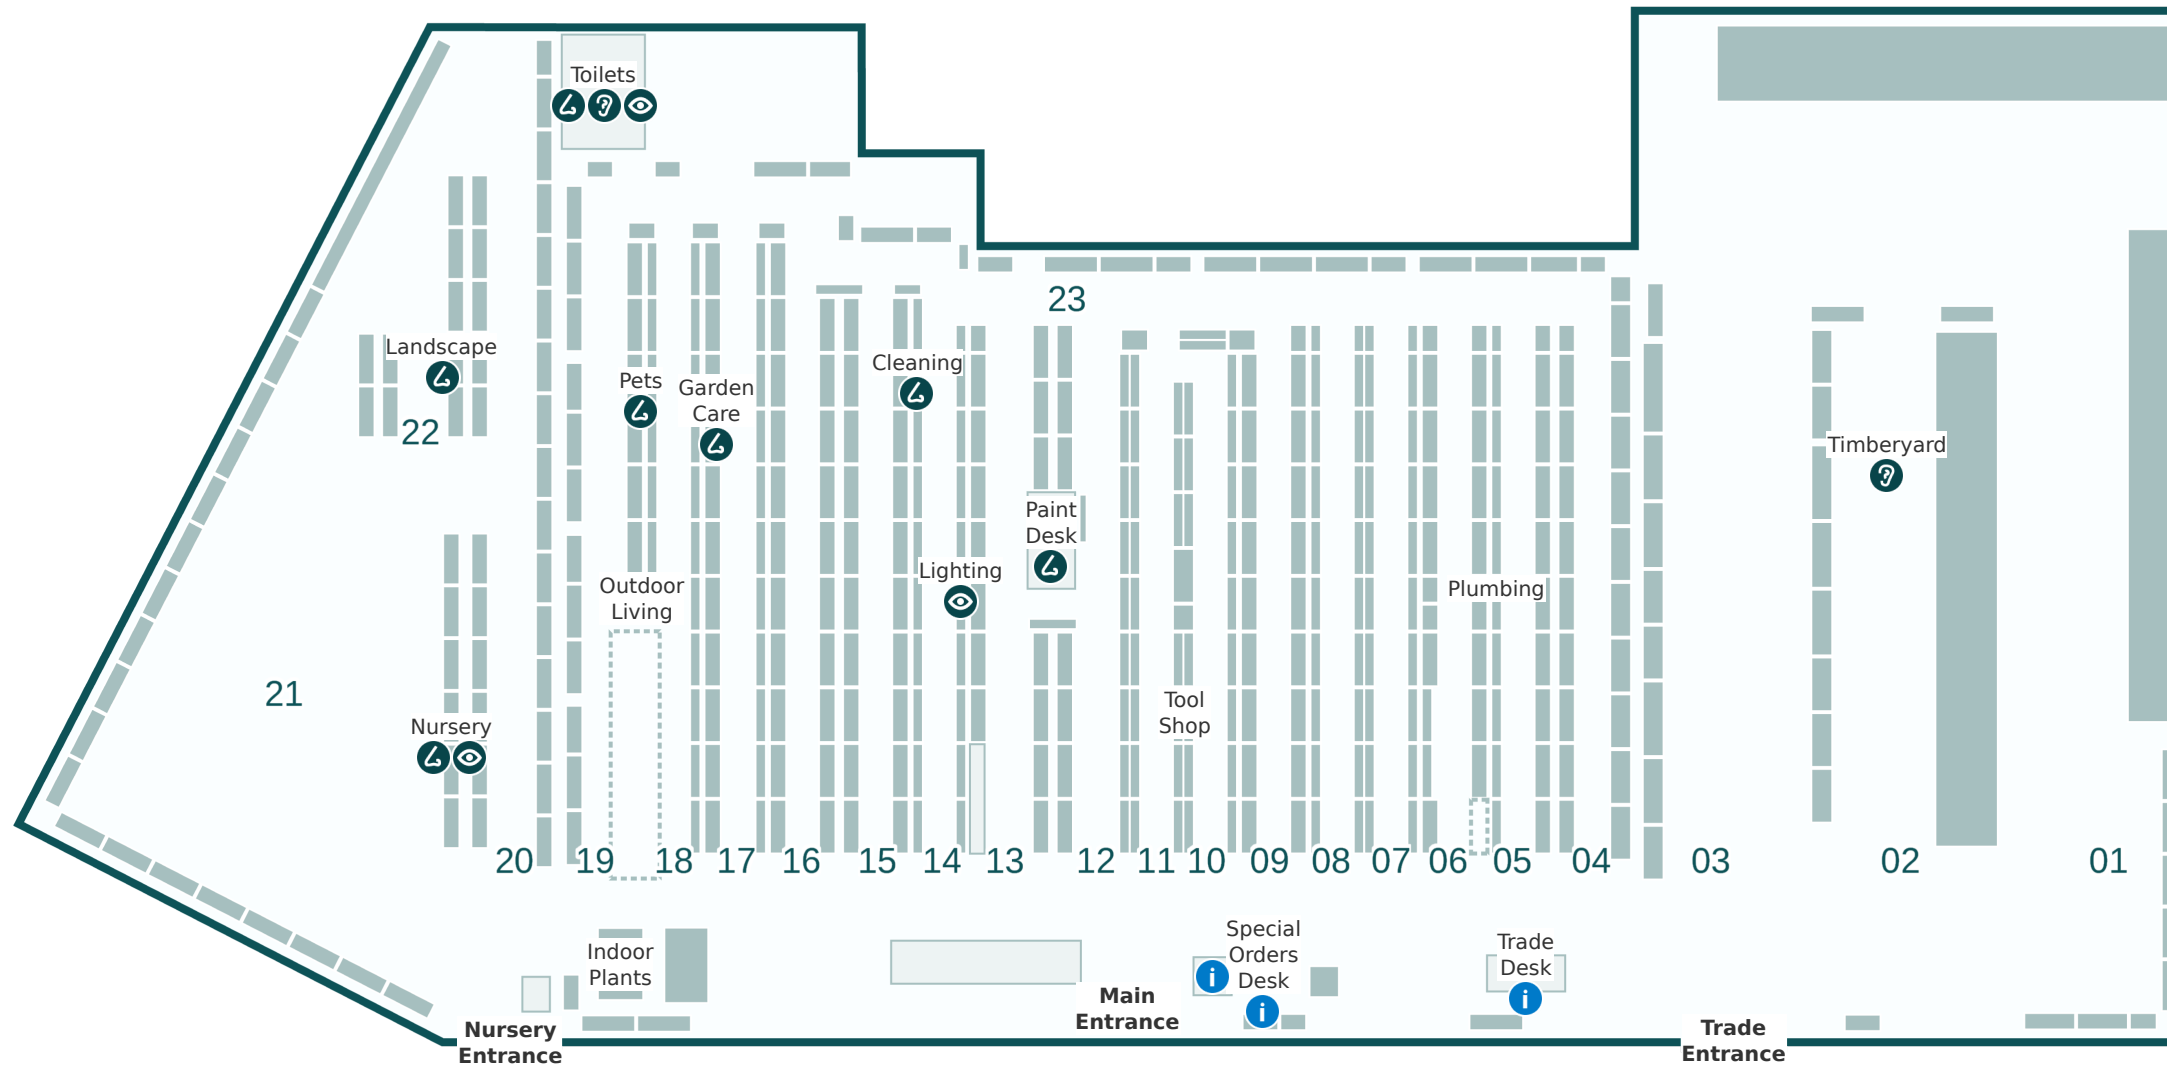 Toilets
23
Landscape
Cleaning
Pets
Garden
Care
22
Timberyard
Paint
Desk
Lighting
Outdoor
Living
Plumbing
21
Tool
Shop
Nursery
20 19 18 17 16 15 14 13 12 11 10 09 08 07 06 05 04 03 02 01
Indoor
Plants
Special
Orders
Desk
Trade
Desk
Main
Entrance
Nursery
Entrance
Trade
Entrance
i
i
i